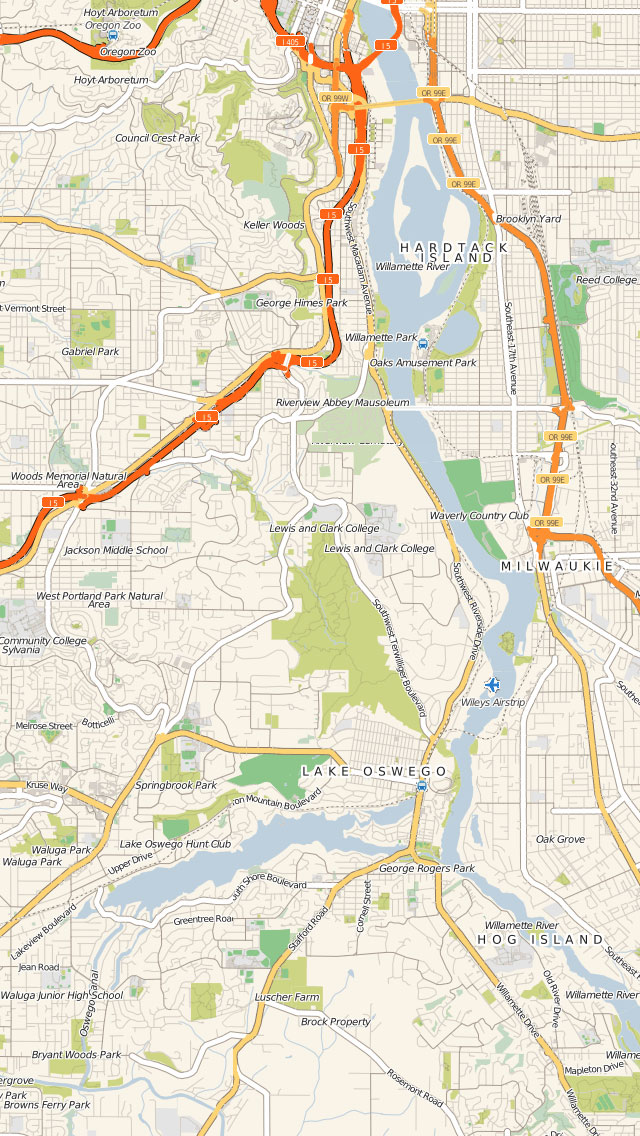 Hoyt Arboretum
Oregon Zoo
Oregon Zoo
I 405
I 5
Hoyt Arboretum
OR 99W
OR 99E
Council Crest Park
OR 99E
I 5
OR 99E
I 5
Keller Woods
Brooklyn Yard
Southwest Macadam Avenue
HARDTACK
ISLAND
Willamette River
Reed College
I 5
George Himes Park
t Vermont Street
Southeast 17th Avenue
Willamette Park
Gabriel Park
Oaks Amusement Park
I 5
Riverview Abbey Mausoleum
I 5
OR 99E
Woods Memorial Natural
Area
OR 99E
I 5
Waverly Country Club
OR 99E
Lewis and Clark College
Lewis and Clark College
Jackson Middle School
MILWAUKIE
West Portland Park Natural
Area
Southwest Riverside Drive
Southwest Terwilliger Boulevard
Community College
Sylvania
Wileys Airstrip
Melrose Street
Botticelli
LAKE OSWEGO
Kruse Way
Springbrook Park
on Mountain Boulevard
Oak Grove
Lake Oswego Hunt Club
Waluga Park
Waluga Park
Upper Drive
George Rogers Park
uth Shore Boulevard
Cornell Street
Greentree Roa
Stafford Road
Lakeview Boulevard
Willamette River
HOG ISLAND
Jean Road
Waluga Junior High School
Oswego Canal
Luscher Farm
Willamette Drive
Old River Drive
Willamette River
Brock Property
Bryant Woods Park
Mapleton Drive
Rosemont Road
Browns Ferry Park